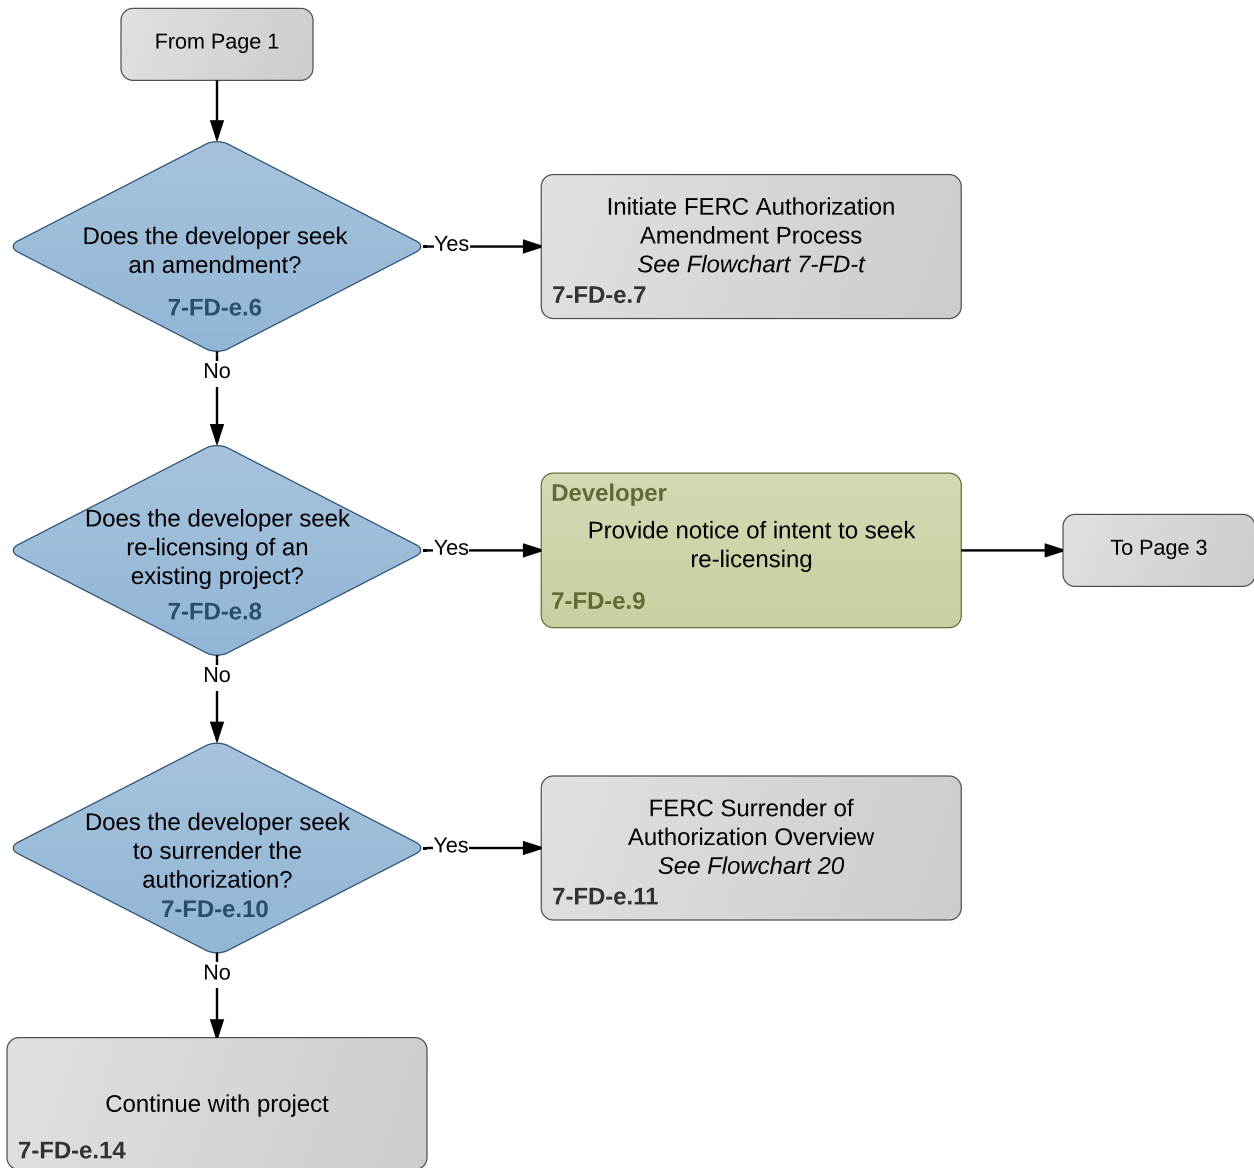 From Page 1
Does the developer seek
an amendment?
7-FD-e.6
Yes
Initiate FERC Authorization
Amendment Process
See Flowchart 7-FD-t
7-FD-e.7
No
Does the developer seek
re-licensing of an
existing project?
7-FD-e.8
Yes
Developer
Provide notice of intent to seek
re-licensing
7-FD-e.9
To Page 3
No
Does the developer seek
to surrender the
authorization?
7-FD-e.10
Yes
FERC Surrender of
Authorization Overview
See Flowchart 20
7-FD-e.11
No
Continue with project
7-FD-e.14